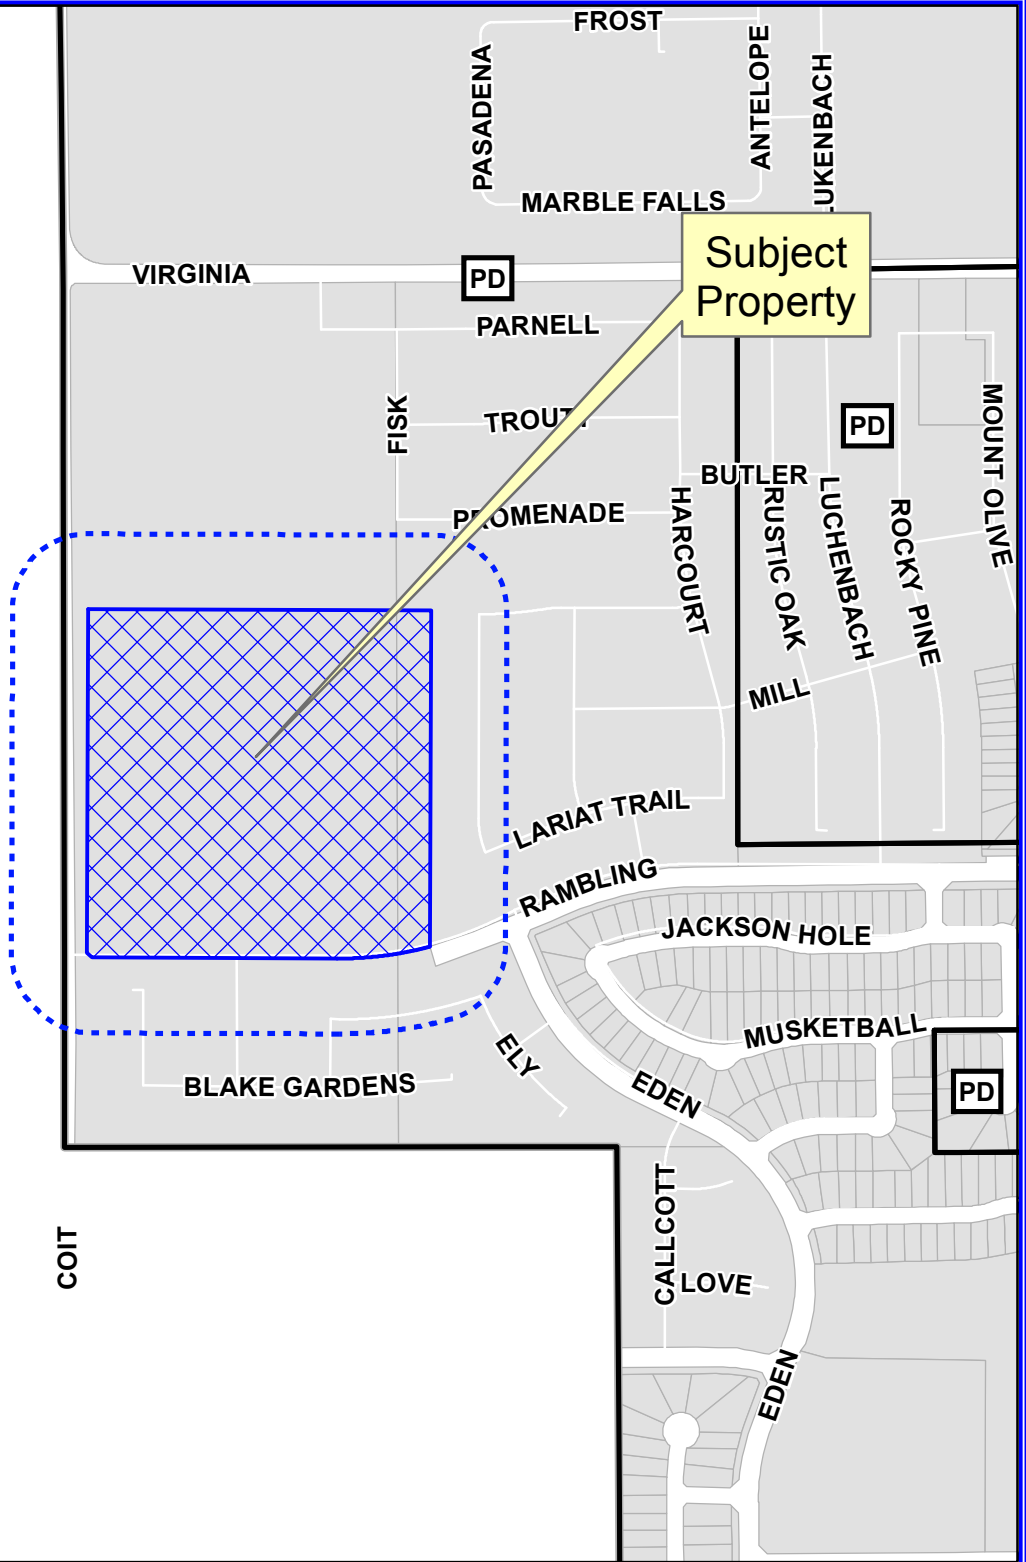 FROST
PASADENA
ANTELOPE
LUKENBACH
MARBLE FALLS
Subject
Property
VIRGINIA
PD
PARNELL
FISK
TROUT
PD
MOUNT OLIVE
BUTLER
PROMENADE
HARCOURT
RUSTIC OAK
LUCHENBACH
ROCKY PINE
MILL
LARIAT TRAIL
RAMBLING
JACKSON HOLE
MUSKETBALL
ELY
EDEN
PD
BLAKE GARDENS
CALLCOTT
COIT
LOVE
EDEN